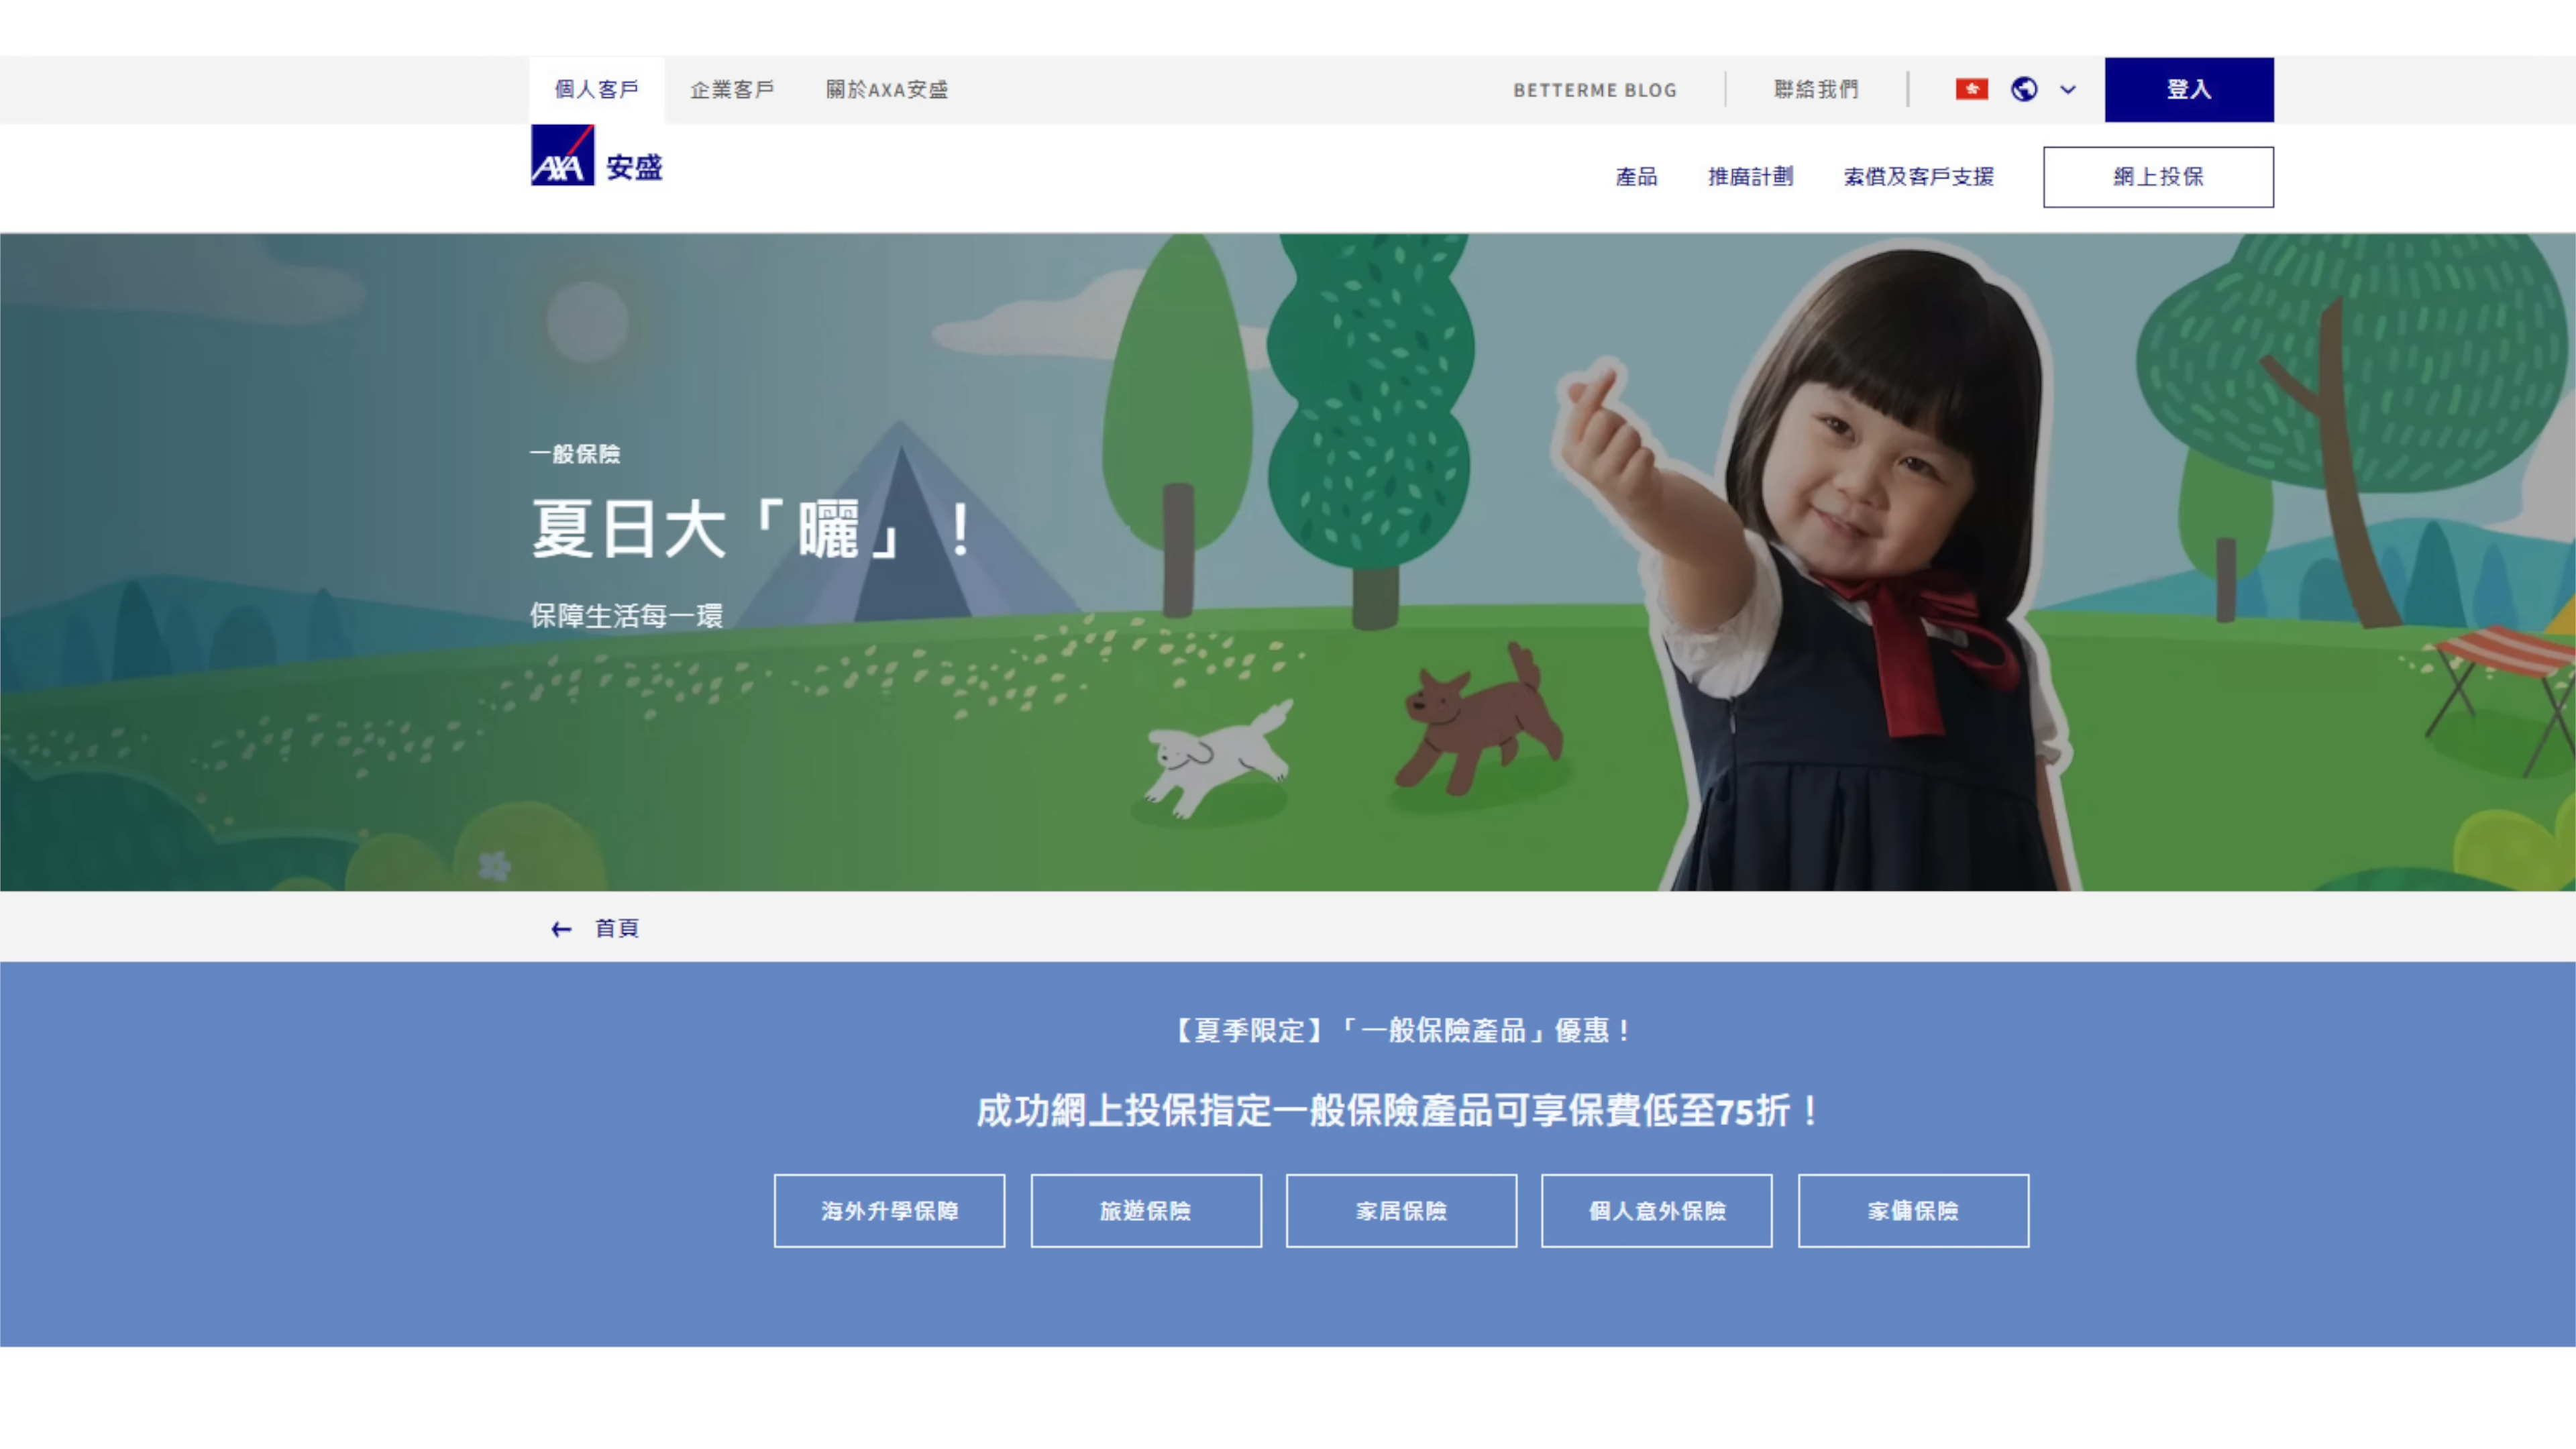 個人客戶 企業客戶 關於AXA安盛 BETTERME BLOG 聯絡我們 登入
AXA 安盛 產品 推廣計劃 索償及客戶支援 網上投保
一般保險
夏日大「曬」！
保障生活每一環
← 首頁
【夏季限定】「一般保險產品」優惠！
成功網上投保指定一般保險產品可享保費低至75折！
海外升學保障 旅遊保險 家居保險 個人意外保險 家傭保險